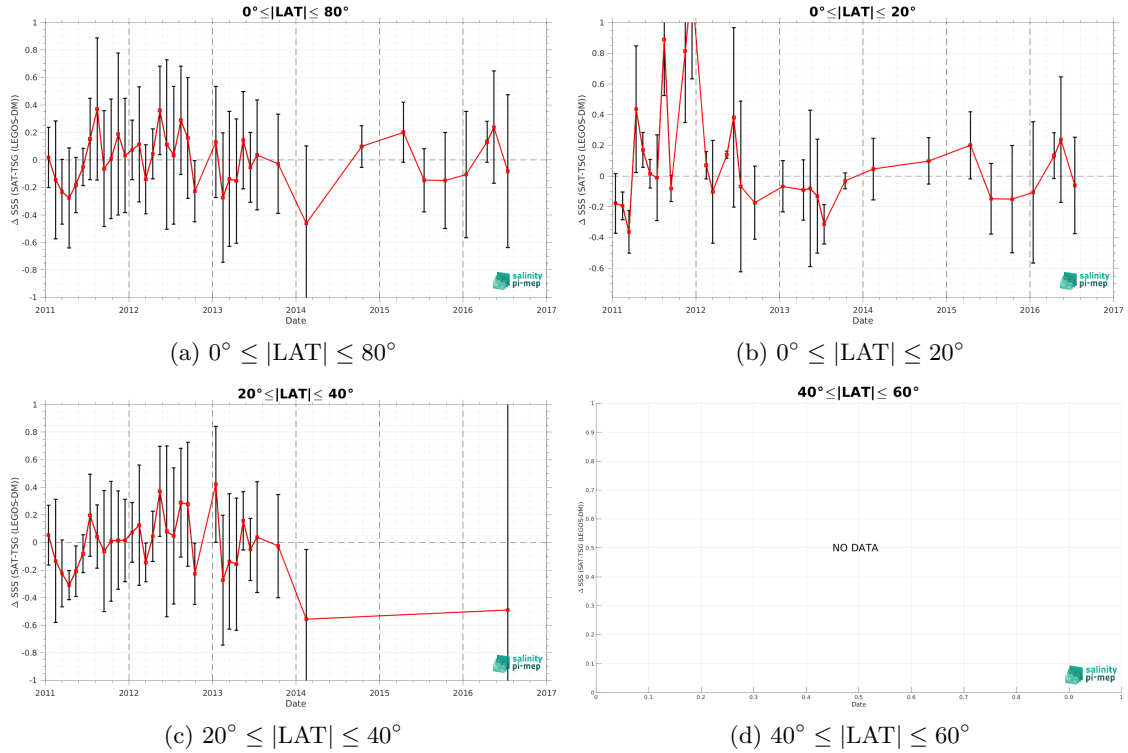 0°≤|LAT|≤ 80°
Δ SSS (SAT-TSG (LEGOS-DM))
1
0.8
0.6
0.4
0.2
0
-0.2
-0.4
-0.6
-0.8
-1
2011 2012 2013 2014 2015 2016 2017
Date
salinity
pi-mep
(a) 0° ≤ |LAT| ≤ 80°
0°≤|LAT|≤ 20°
Δ SSS (SAT-TSG (LEGOS-DM))
1
0.8
0.6
0.4
0.2
0
-0.2
-0.4
-0.6
2011 2012 2013 2014 2015 2016 2017
Date
salinity
pi-mep
(b) 0° ≤ |LAT| ≤ 20°
20°≤|LAT|≤ 40°
Δ SSS (SAT-TSG (LEGOS-DM))
1
0.8
0.6
0.4
0.2
0
-0.2
-0.4
-0.6
-0.8
-1
2011 2012 2013 2014 2015 2016 2017
Date
salinity
pi-mep
(c) 20° ≤ |LAT| ≤ 40°
40°≤|LAT|≤ 60°
Δ SSS (SAT-TSG (LEGOS-DM))
1
0.9
0.8
0.7
0.6
0.5
0.4
0.3
0.2
0.1
0
NO DATA
0 0.1 0.2 0.3 0.4 0.5 0.6 0.7 0.8 0.9 1
Date
salinity
pi-mep
(d) 40° ≤ |LAT| ≤ 60°